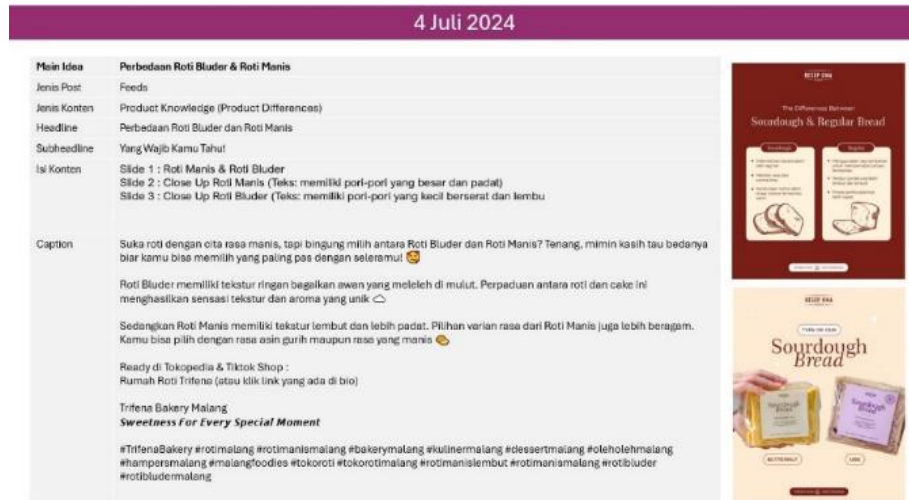 4 Juli 2024
Main Idea
Perbedaan Roti Bluder & Roti Manis
Jenis Post
Feeds
Jenis Konten
Product Knowledge (Product Differences)
Headline
Perbedaan Roti Bluder dan Roti Manis
Subheadline
Yang Wajib Kamu Tahu!
Isi Konten
Slide 1 : Roti Manis & Roti Bluder
Slide 2 : Close Up Roti Manis (Teks: memiliki pori-pori yang besar dan padat)
Slide 3 : Close Up Roti Bluder (Teks: memiliki pori-pori yang kecil berserat dan lembu
Caption
Suka roti dengan cita rasa manis, tapi bingung milih antara Roti Bluder dan Roti Manis? Tenang, mimin kasih tau bedanya
biar kamu bisa memilih yang paling pas dengan seleramu! 🥰
Roti Bluder memiliki tekstur ringan bagaikan awan yang meleleh di mulut. Perpaduan antara roti dan cake ini
menghasilkan sensasi tekstur dan aroma yang unik ☁
Sedangkan Roti Manis memiliki tekstur lembut dan lebih padat. Pilihan varian rasa dari Roti Manis juga lebih beragam.
Kamu bisa pilih dengan rasa asin gurih maupun rasa yang manis
Ready di Tokopedia & Tiktok Shop :
Rumah Roti Trifena (atau klik link yang ada di bio)
Trifena Bakery Malang
Sweetness For Every Special Moment
#TrifenaBakery #rotimalang #rotimanismalang #bakerymalang #kulinermalang #dessertmalang #oleholehmalang
#hampersmalang #malangfoodies #tokoroti #tokorotimalang #rotimanislembut #rotimanismalang #rotibluder
#rotibludermalang
The Differences Between
Sourdough & Regular Bread
Sourdough
Regular
Sourdough
Bread
Sourdough
Bread
Sourdough
Bread